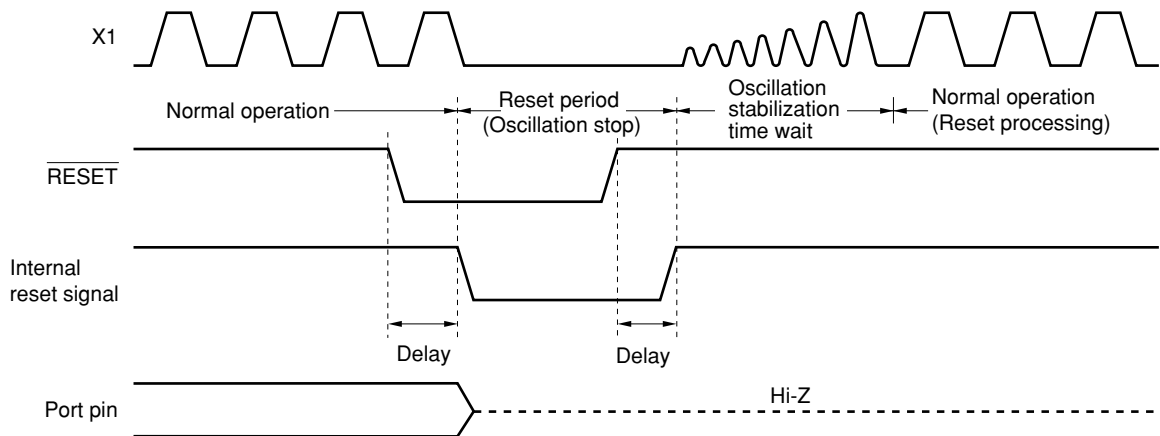 X1
Normal operation
Reset period
(Oscillation stop)
Oscillation
stabilization
time wait
Normal operation
(Reset processing)
RESET
Internal
reset signal
Delay
Delay
Port pin
Hi-Z